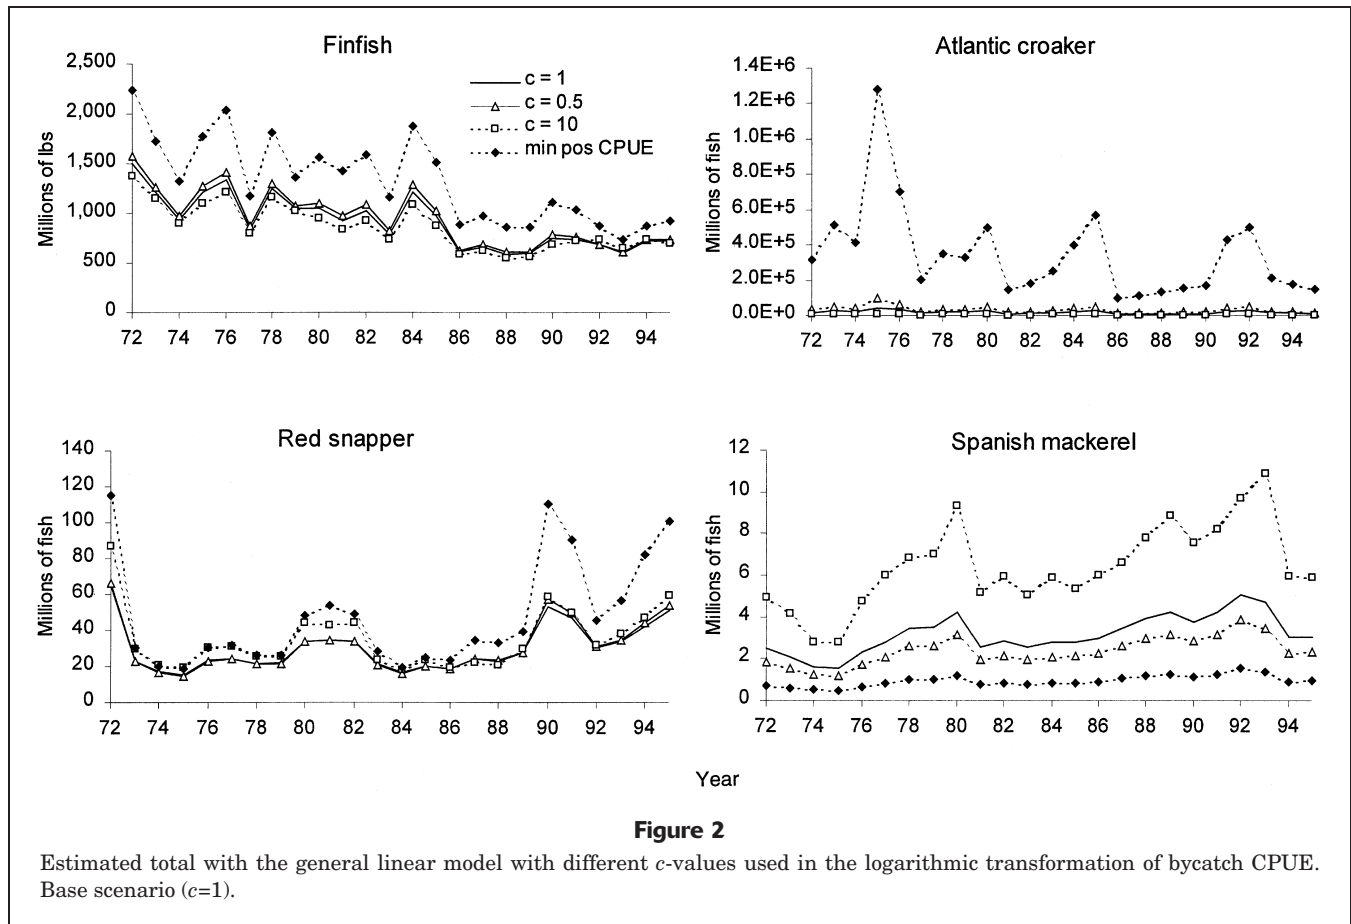 Finfish
2,500
2,000
1,500
1,000
500
0
Millions of lbs
72 74 76 78 80 82 84 86 88 90 92 94
c = 1
c = 0.5
c = 10
min pos CPUE
Atlantic croaker
1.4E+6
1.2E+6
1.0E+6
8.0E+5
6.0E+5
4.0E+5
2.0E+5
0.0E+0
Millions of fish
72 74 76 78 80 82 84 86 88 90 92 94
Red snapper
140
120
100
80
60
40
20
0
Millions of fish
72 74 76 78 80 82 84 86 88 90 92 94
Spanish mackerel
12
10
8
6
4
2
0
Millions of fish
72 74 76 78 80 82 84 86 88 90 92 94
Year
Figure 2
Estimated total with the general linear model with different c-values used in the logarithmic transformation of bycatch CPUE.
Base scenario (c=1).